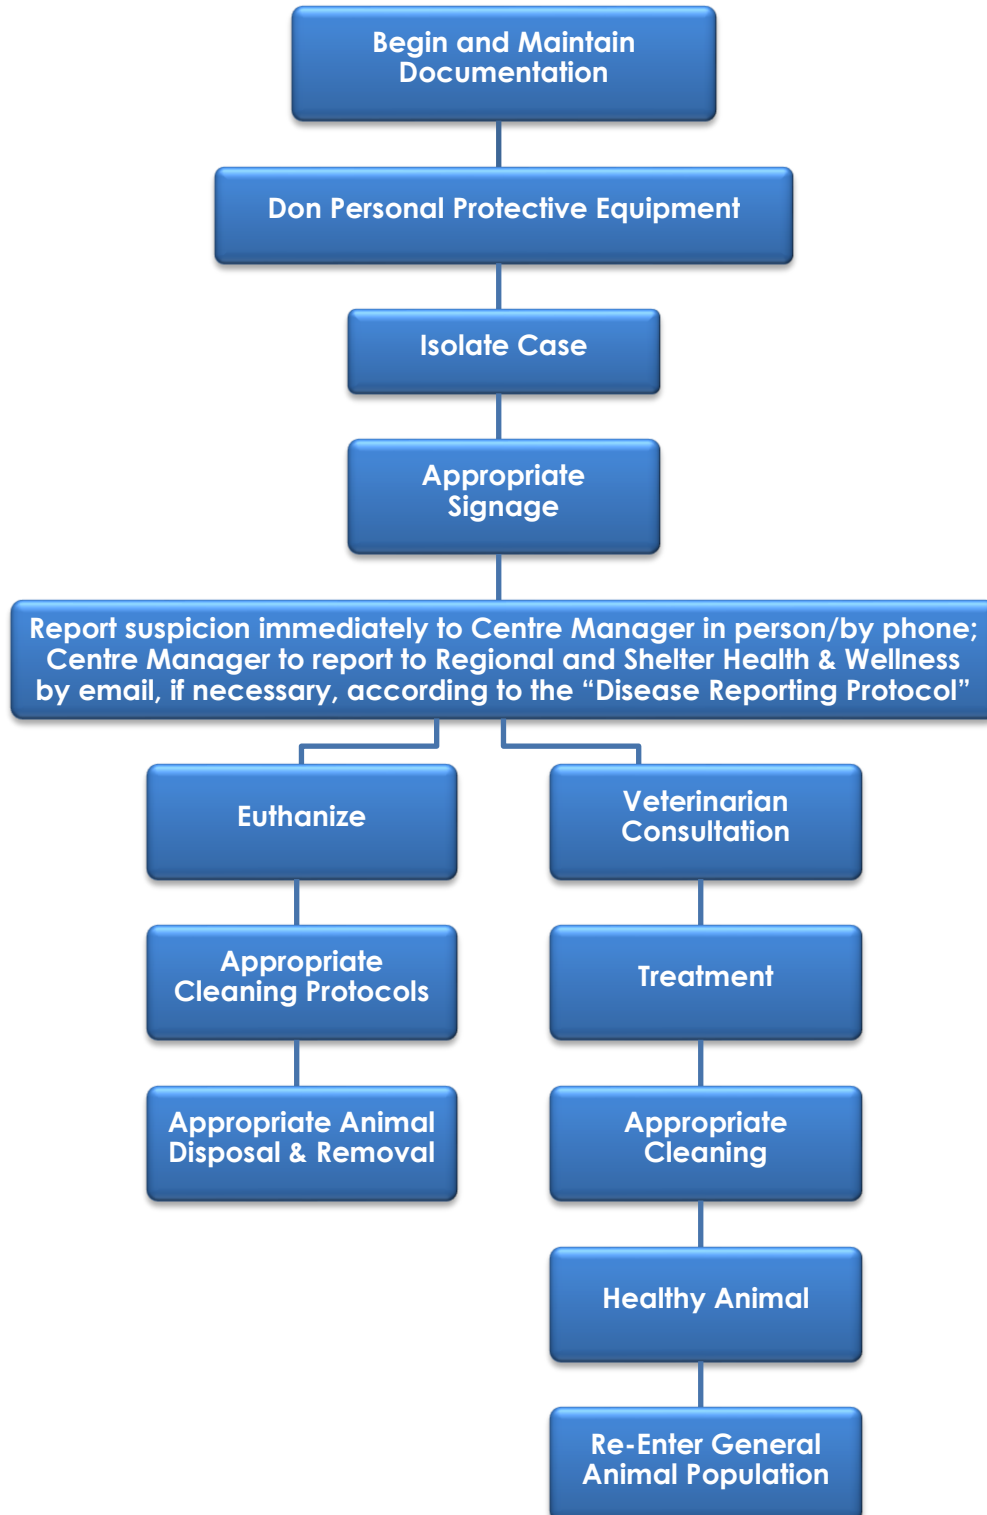 Begin and Maintain
Documentation
Don Personal Protective Equipment
Isolate Case
Appropriate
Signage
Report suspicion immediately to Centre Manager in person/by phone;
Centre Manager to report to Regional and Shelter Health & Wellness
by email, if necessary, according to the “Disease Reporting Protocol”
Euthanize
Appropriate
Cleaning Protocols
Appropriate Animal
Disposal & Removal
Veterinarian
Consultation
Treatment
Appropriate
Cleaning
Healthy Animal
Re-Enter General
Animal Population